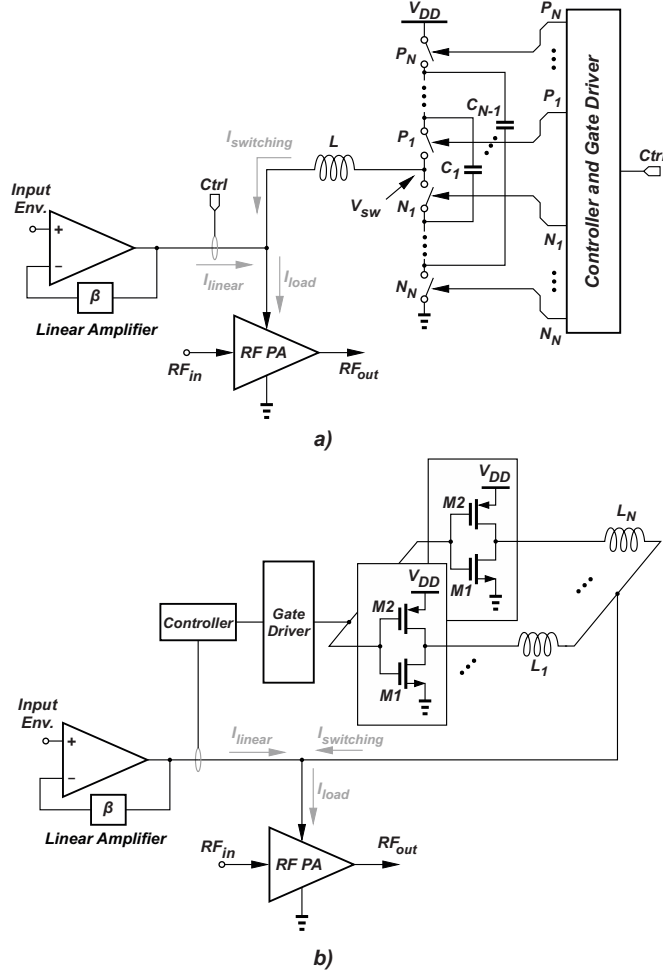 V_DD
P_N
P_N
C_N-1
P_1
P_1
L
I_switching
C_1
Ctrl
V_sw
N_1
N_1
Controller and Gate Driver
Ctrl
Input
Env.
+
−
β
Linear Amplifier
I_linear
I_load
N_N
N_N
RF_in
RF PA
RF_out
a)
V_DD
M2
M1
L_N
V_DD
M2
M1
L_1
Controller
Gate
Driver
Input
Env.
+
−
β
Linear Amplifier
I_linear
I_switching
I_load
RF_in
RF PA
RF_out
b)